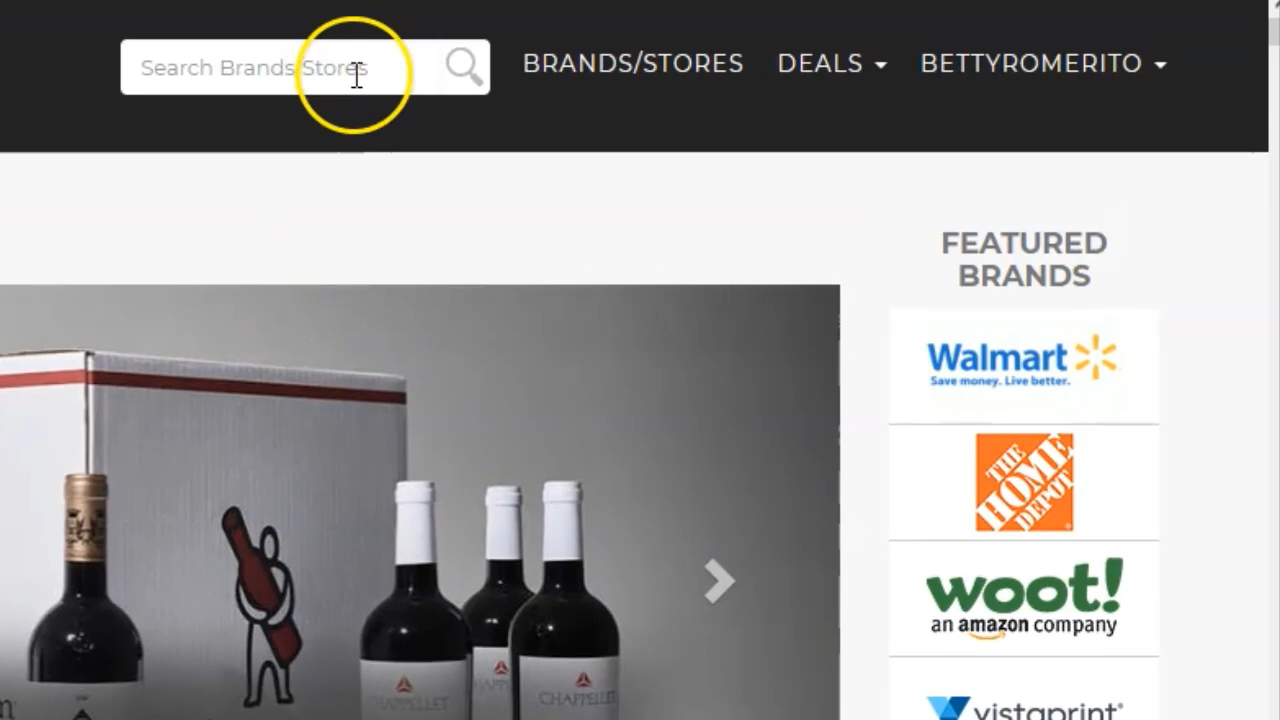 Search Brands/Stores
BRANDS/STORES
DEALS
BETTYROMERITO
FEATURED
BRANDS
Walmart
Save money. Live better.
THE
HOME
DEPOT
woot!
an amazon company
vistaprint
CHAPPELLET
CHAPPELLET